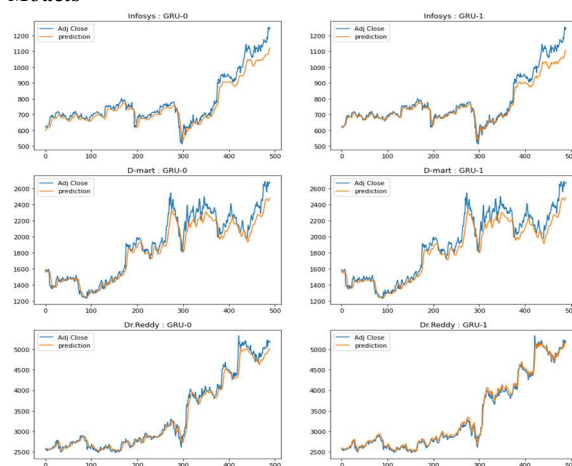 Models
Infosys : GRU-0
Adj Close
prediction
1200
1100
1000
900
800
700
600
500
0 100 200 300 400 500
Infosys : GRU-1
Adj Close
prediction
1200
1100
1000
900
800
700
600
500
0 100 200 300 400 500
D-mart : GRU-0
Adj Close
prediction
2600
2400
2200
2000
1800
1600
1400
1200
0 100 200 300 400 500
D-mart : GRU-1
Adj Close
prediction
2600
2400
2200
2000
1800
1600
1400
1200
0 100 200 300 400 500
Dr.Reddy : GRU-0
Adj Close
prediction
5000
4500
4000
3500
3000
2500
0 100 200 300 400 500
Dr.Reddy : GRU-1
Adj Close
prediction
5000
4500
4000
3500
3000
2500
0 100 200 300 400 500